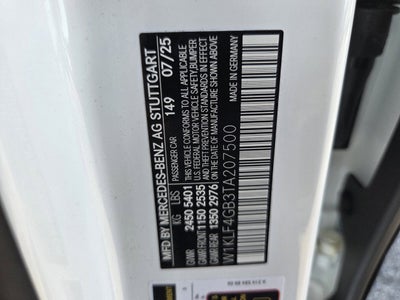 MFD BY MERCEDES-BENZ AG STUTTGART
PASSENGER CAR 149 07/25
KG LBS
GVWR 2450 5401
GAWR FRONT 1150 2535
GAWR REAR 1350 2976
THIS VEHICLE CONFORMS TO ALL APPLICABLE
U.S. FEDERAL MOTOR VEHICLE SAFETY, BUMPER
AND THEFT PREVENTION STANDARDS IN EFFECT
ON THE DATE OF MANUFACTURE SHOWN ABOVE
MADE IN GERMANY
W1KLF4GB3TA207500